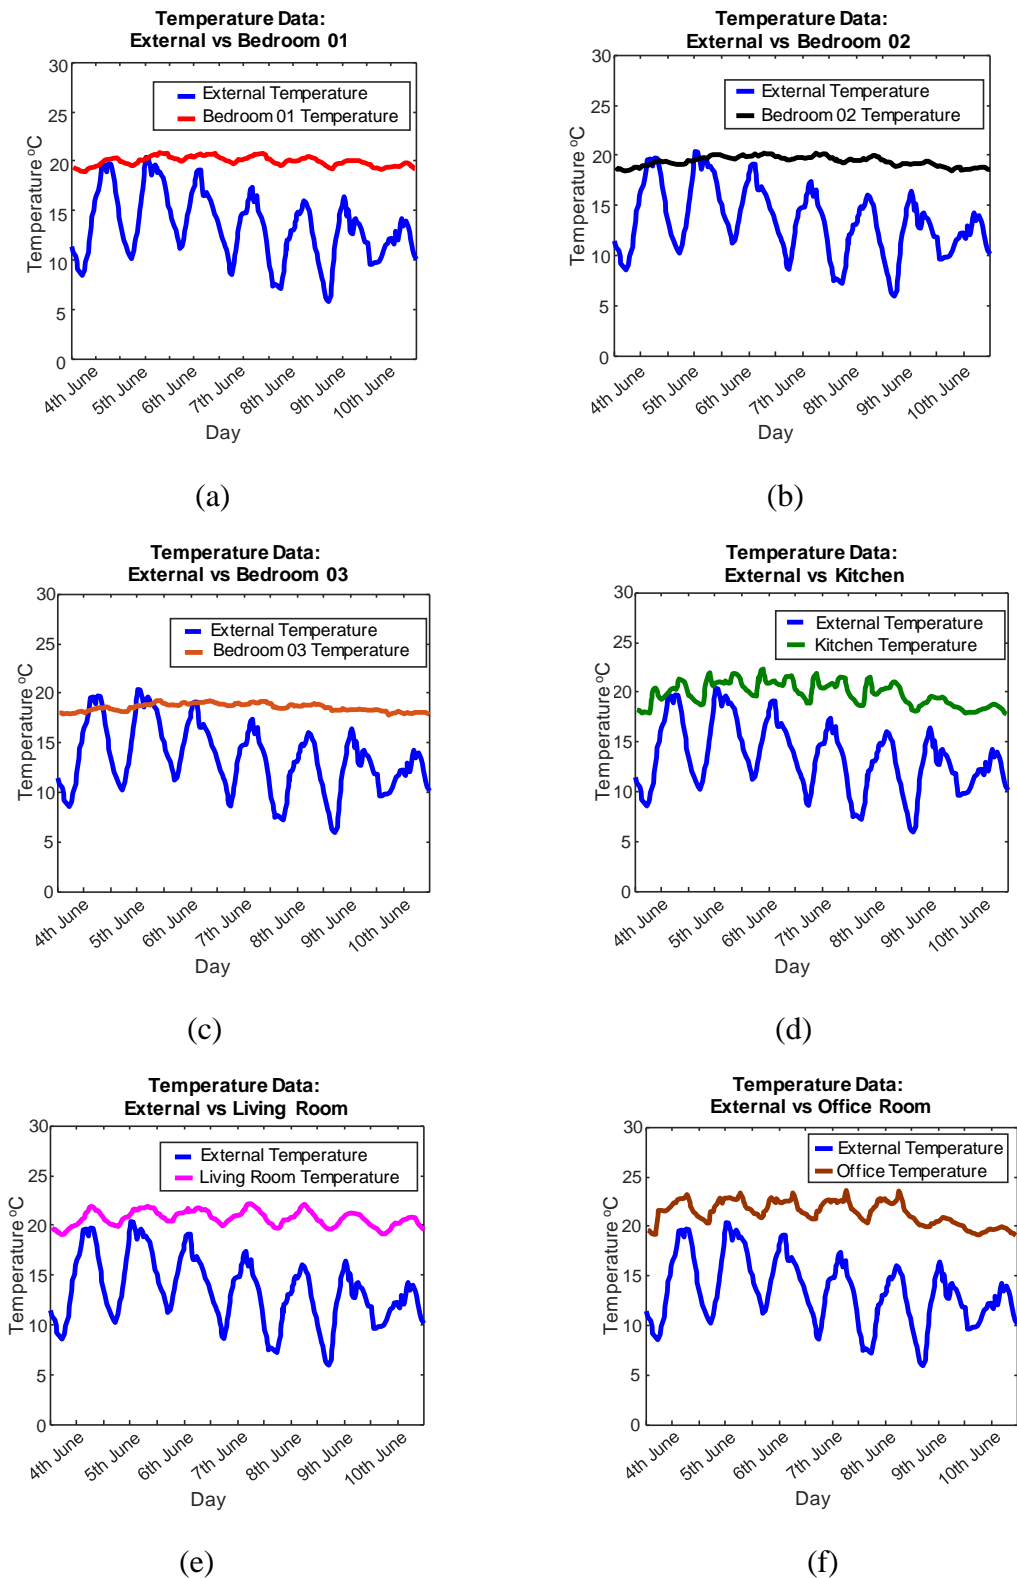 Temperature Data:
External vs Bedroom 01
30
25
20
15
10
5
0
Temperature ºC
External Temperature
Bedroom 01 Temperature
4th June
5th June
6th June
7th June
8th June
9th June
10th June
Day
(a)
Temperature Data:
External vs Bedroom 02
30
25
20
15
10
5
0
Temperature ºC
External Temperature
Bedroom 02 Temperature
4th June
5th June
6th June
7th June
8th June
9th June
10th June
Day
(b)
Temperature Data:
External vs Bedroom 03
30
25
20
15
10
5
0
Temperature ºC
External Temperature
Bedroom 03 Temperature
4th June
5th June
6th June
7th June
8th June
9th June
10th June
Day
(c)
Temperature Data:
External vs Kitchen
30
25
20
15
10
5
0
Temperature ºC
External Temperature
Kitchen Temperature
4th June
5th June
6th June
7th June
8th June
9th June
10th June
Day
(d)
Temperature Data:
External vs Living Room
30
25
20
15
10
5
0
Temperature ºC
External Temperature
Living Room Temperature
4th June
5th June
6th June
7th June
8th June
9th June
10th June
Day
(e)
Temperature Data:
External vs Office Room
30
25
20
15
10
5
0
Temperature ºC
External Temperature
Office Temperature
4th June
5th June
6th June
7th June
8th June
9th June
10th June
Day
(f)